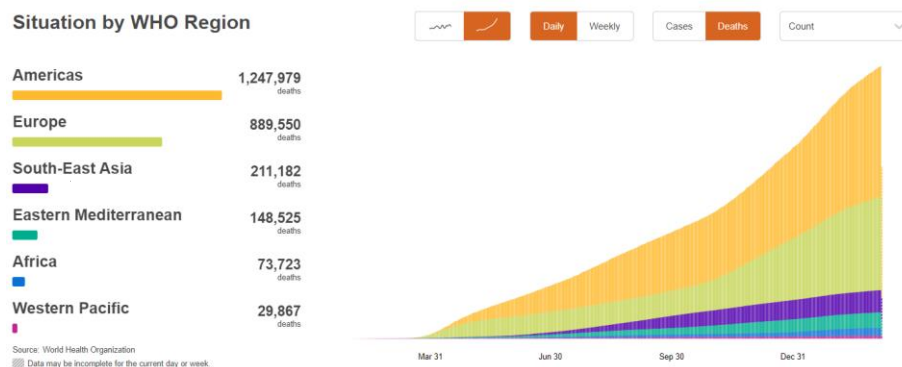 Situation by WHO Region
Daily
Weekly
Cases
Deaths
Count
Americas
1,247,979
deaths
Europe
889,550
deaths
South-East Asia
211,182
deaths
Eastern Mediterranean
148,525
deaths
Africa
73,723
deaths
Western Pacific
29,867
deaths
Source: World Health Organization
Data may be incomplete for the current day or week
Mar 31
Jun 30
Sep 30
Dec 31